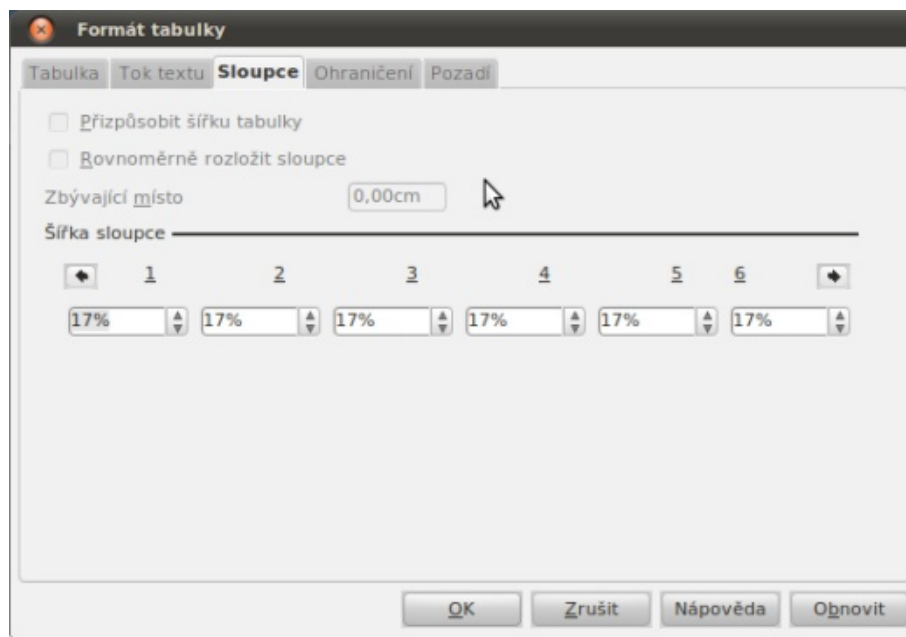 Formát tabulky
Tabulka Tok textu Sloupce Ohraničení Pozadí
Přizpůsobit šířku tabulky
Rovnoměrně rozložit sloupce
Zbývající místo 0,00cm
Šířka sloupce
1 2 3 4 5 6
17% 17% 17% 17% 17% 17%
OK Zrušit Nápověda Obnovit